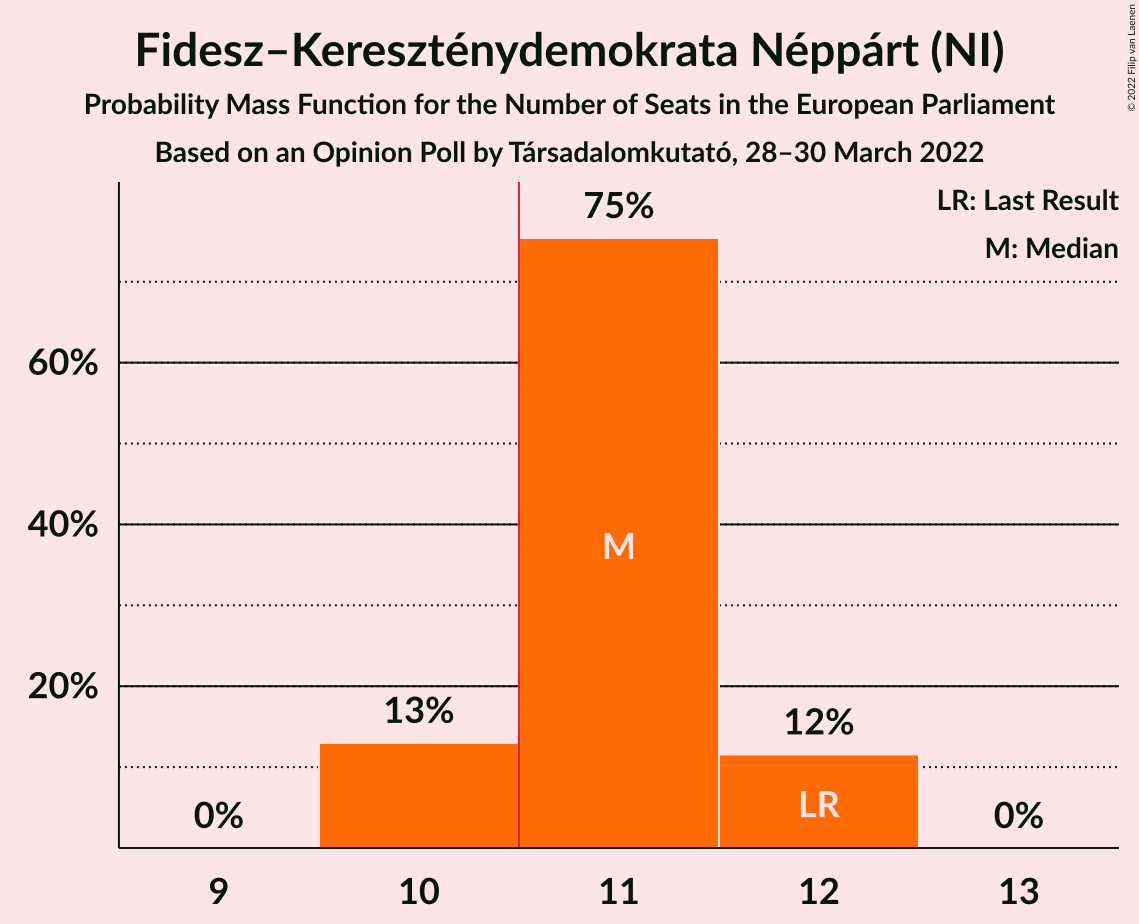 Fidesz–Kereszténydemokrata Néppárt (NI)
Probability Mass Function for the Number of Seats in the European Parliament
Based on an Opinion Poll by Társadalomkutató, 28–30 March 2022
© 2022 Filip van Laenen
LR: Last Result
M: Median
75%
60%
40%
M
20%
13%
12%
LR
0%
0%
9
10
11
12
13